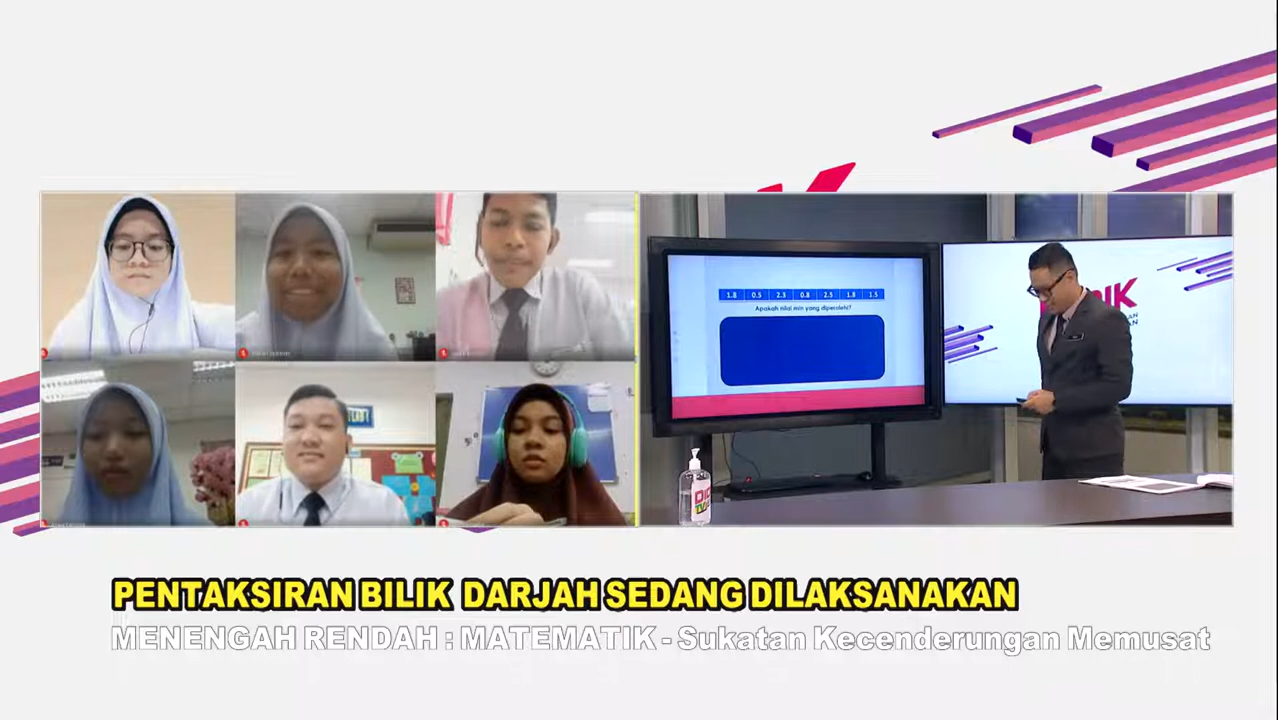 1.8 0.5 2.3 0.8 2.5 1.8 1.5
Apakah nilai min yang diperolehi?
PENTAKSIRAN BILIK DARJAH SEDANG DILAKSANAKAN
MENENGAH RENDAH : MATEMATIK - Sukatan Kecenderungan Memusat